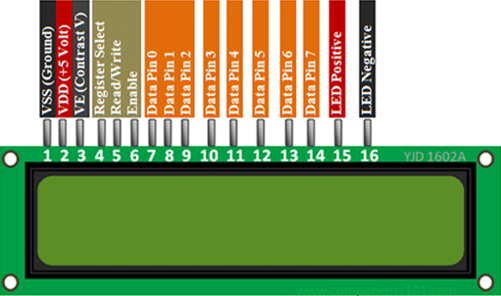 VSS (Ground)
VDD (+5 Volt)
VE (Contrast V)
Register Select
Read/Write
Enable
Data Pin 0
Data Pin 1
Data Pin 2
Data Pin 3
Data Pin 4
Data Pin 5
Data Pin 6
Data Pin 7
LED Positive
LED Negative
1 2 3 4 5 6 7 8 9 10 11 12 13 14 15 16
YJD 1602A
www.components101.com